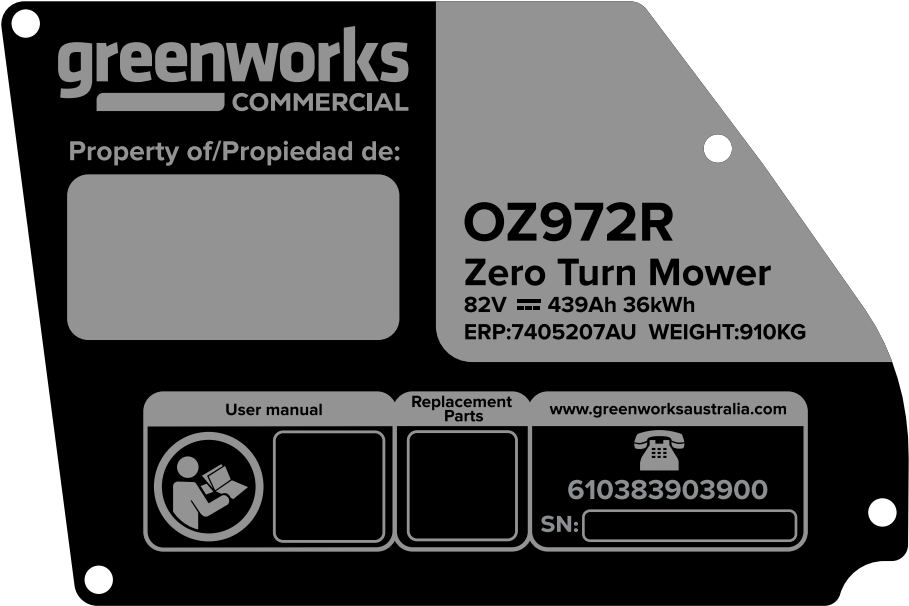 greenworks
COMMERCIAL
Property of/Propiedad de:
OZ972R
Zero Turn Mower
82V ⎓ 439Ah 36kWh
ERP:7405207AU WEIGHT:910KG
User manual
Replacement
Parts
www.greenworksaustralia.com
610383903900
SN: